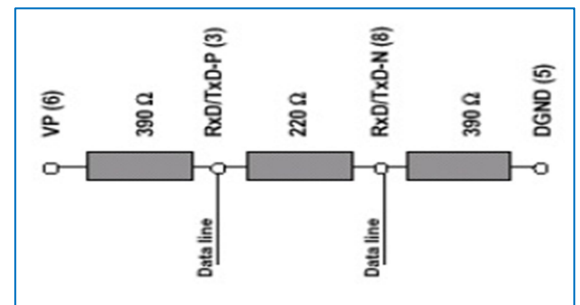 VP (6)
390 Ω
RxD/TxD-P (3)
220 Ω
RxD/TxD-N (8)
390 Ω
DGND (5)
Data line
Data line